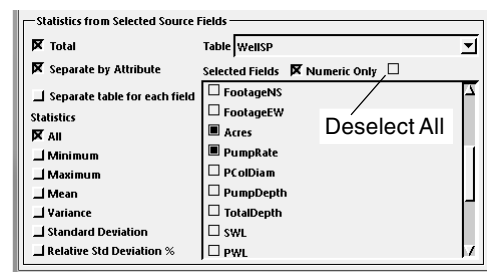 Statistics from Selected Source Fields
Total
Table WellSP
Separate by Attribute
Selected Fields Numeric Only
Separate table for each field
Statistics
All
Minimum
Maximum
Mean
Variance
Standard Deviation
Relative Std Deviation %
FootageNS
FootageEW
Acres
PumpRate
PColDiam
PumpDepth
TotalDepth
SWL
PWL
Deselect All